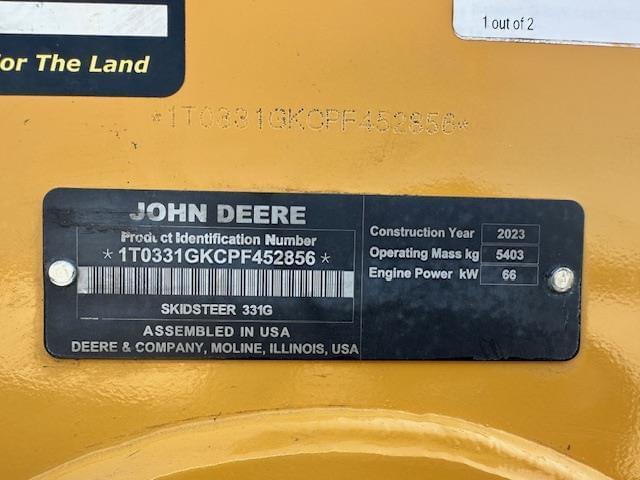 or The Land
1 out of 2
*1T0331GKCPF452856*
JOHN DEERE
Product Identification Number
*1T0331GKCPF452856*
SKIDSTEER 331G
ASSEMBLED IN USA
DEERE & COMPANY, MOLINE, ILLINOIS, USA
Construction Year 2023
Operating Mass kg 5403
Engine Power kW 66